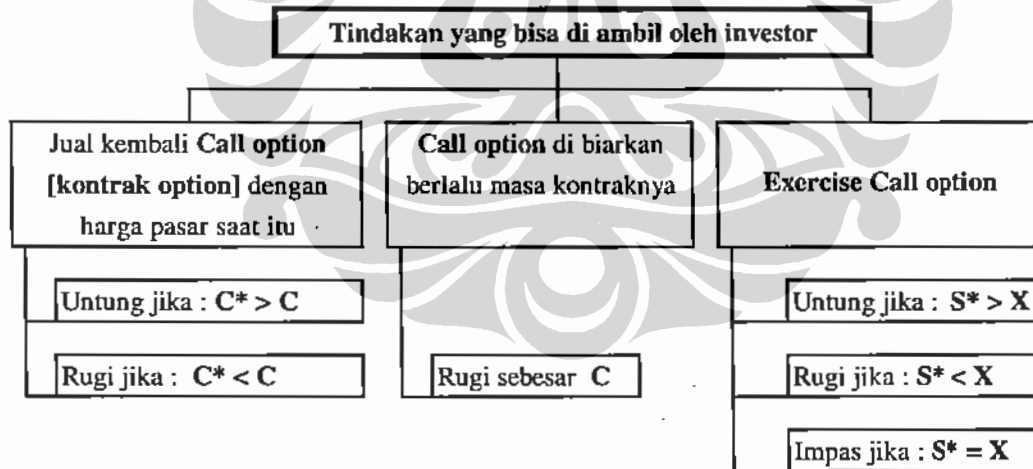 Tindakan yang bisa di ambil oleh investor
Jual kembali Call option
[kontrak option] dengan
harga pasar saat itu
Call option di biarkan
berlalu masa kontraknya
Exercise Call option
Untung jika : C* > C
Rugi jika : C* < C
Rugi sebesar C
Untung jika : S* > X
Rugi jika : S* < X
Impas jika : S* = X